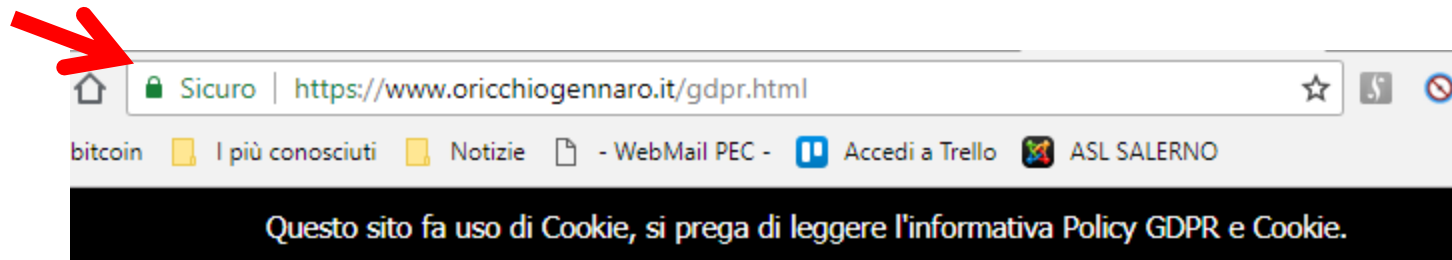 Sicuro | https://www.oricchiogennaro.it/gdpr.html
bitcoin I più conosciuti Notizie - WebMail PEC - Accedi a Trello ASL SALERNO
Questo sito fa uso di Cookie, si prega di leggere l'informativa Policy GDPR e Cookie.